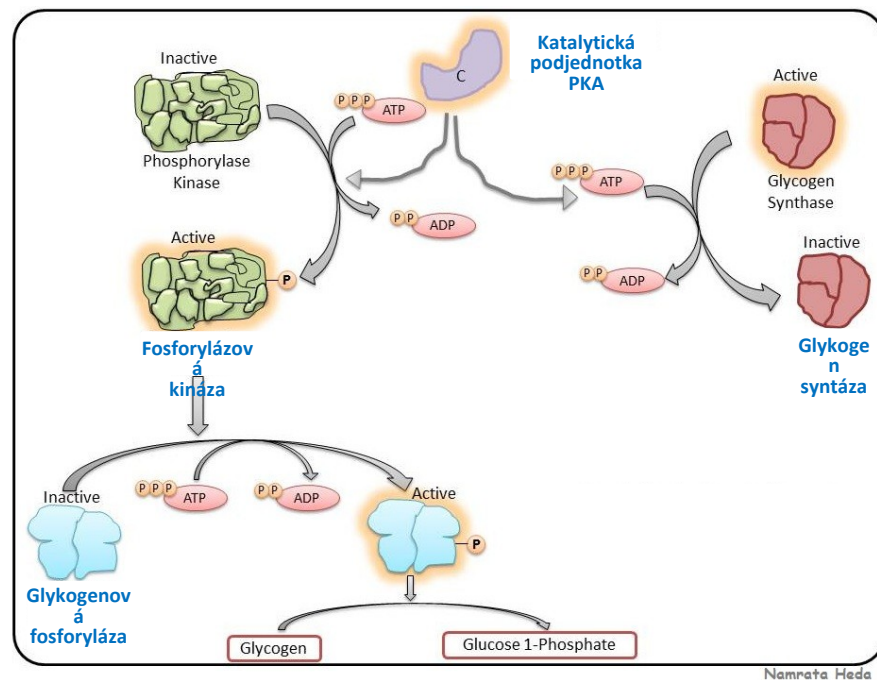 Inactive
Phosphorylase
Kinase
P P P
ATP
C
Katalytická
podjednotka
PKA
Active
Glycogen
Synthase
P P P
ATP
P P
ADP
Active
P
Inactive
P P
ADP
Fosforylázov
á
kináza
Glykoge
n
syntáza
Inactive
P P P
ATP
P P
ADP
Active
P
Glykogenov
á
fosforyláza
Glycogen
Glucose 1-Phosphate
Namrata Heda